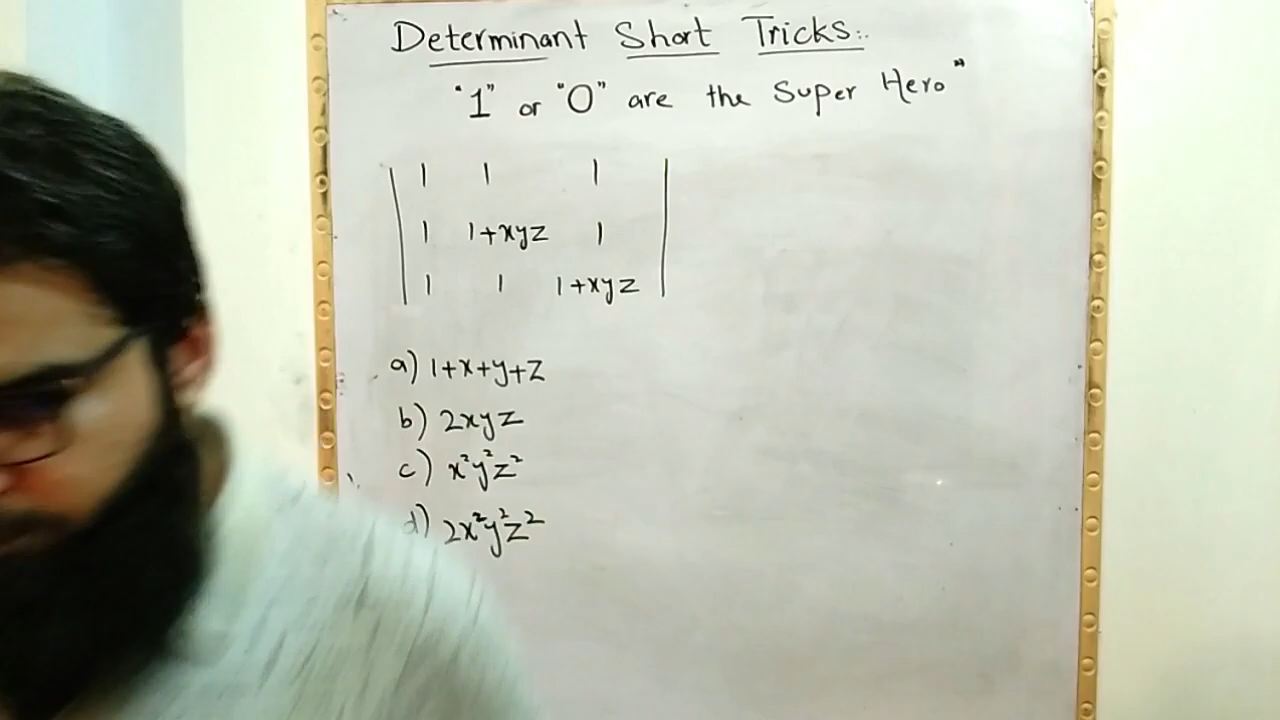 Determinant Short Tricks:.
"1" or "0" are the Super Hero"
1 1 1
1 1+xyz 1
1 1 1+xyz
a) 1+x+y+z
b) 2xyz
c) x²y²z²
d) 2x²y²z²